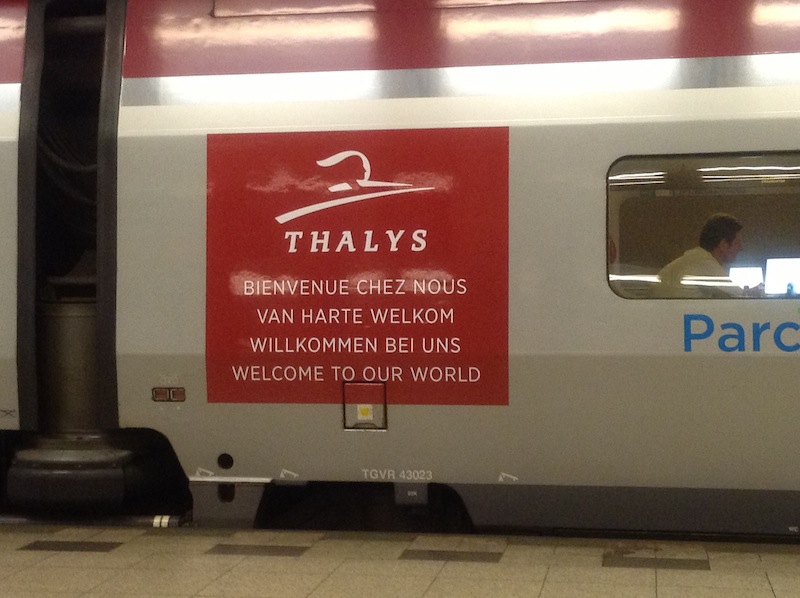 THALYS
BIENVENUE CHEZ NOUS
VAN HARTE WELKOM
WILLKOMMEN BEI UNS
WELCOME TO OUR WORLD
Parc
TGVR 43023